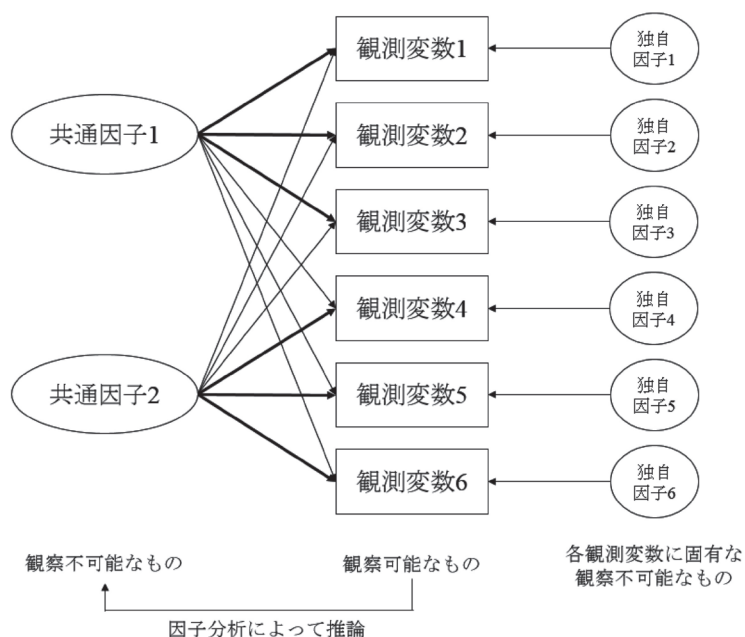 観測変数1
独自
因子1
共通因子1
観測変数2
独自
因子2
観測変数3
独自
因子3
観測変数4
独自
因子4
共通因子2
観測変数5
独自
因子5
観測変数6
独自
因子6
観察不可能なもの
観察可能なもの
各観測変数に固有な
観察不可能なもの
因子分析によって推論